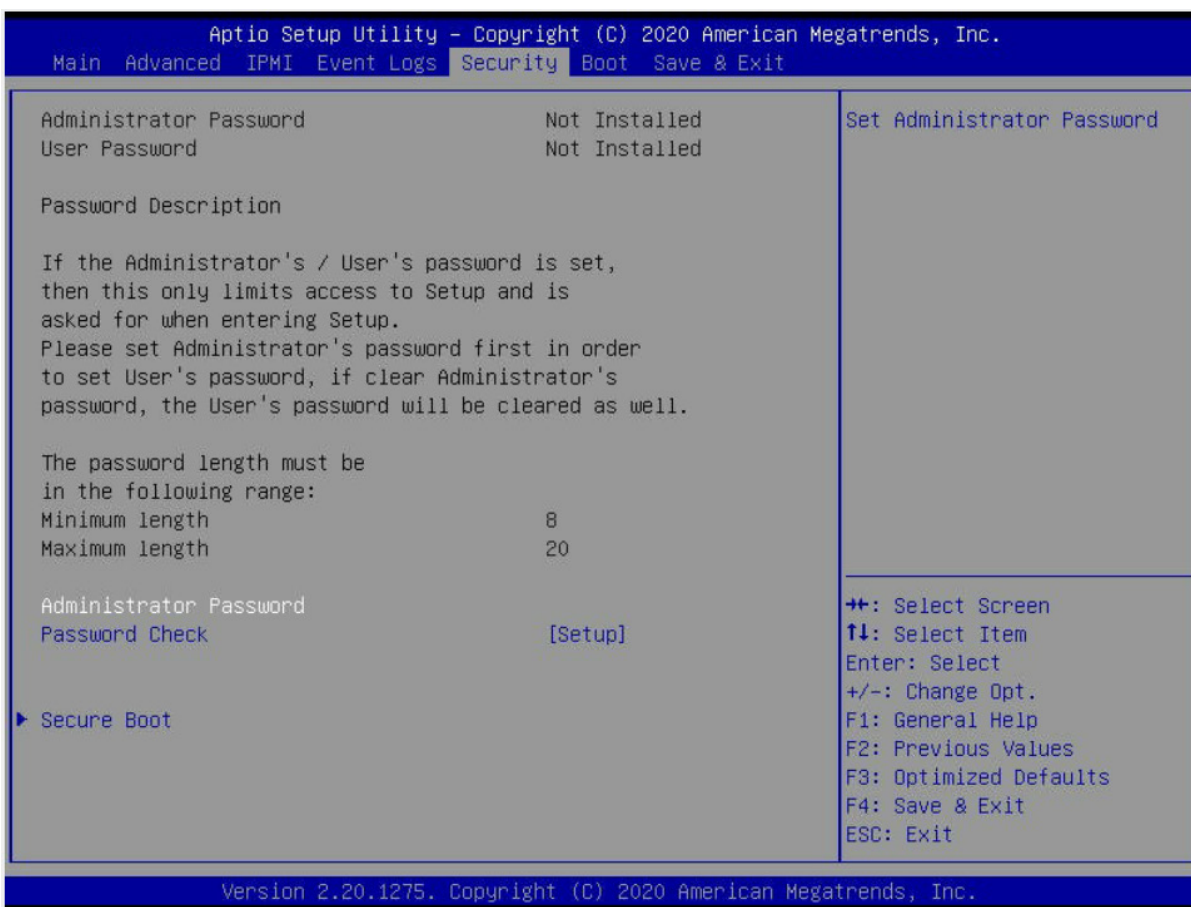 Aptio Setup Utility – Copyright (C) 2020 American Megatrends, Inc.
Main Advanced IPMI Event Logs Security Boot Save & Exit
Administrator Password Not Installed
User Password Not Installed
Password Description
If the Administrator's / User's password is set,
then this only limits access to Setup and is
asked for when entering Setup.
Please set Administrator's password first in order
to set User's password, if clear Administrator's
password, the User's password will be cleared as well.
The password length must be
in the following range:
Minimum length 8
Maximum length 20
Administrator Password
Password Check [Setup]
Secure Boot
Set Administrator Password
→←: Select Screen
↑↓: Select Item
Enter: Select
+/-: Change Opt.
F1: General Help
F2: Previous Values
F3: Optimized Defaults
F4: Save & Exit
ESC: Exit
Version 2.20.1275. Copyright (C) 2020 American Megatrends, Inc.